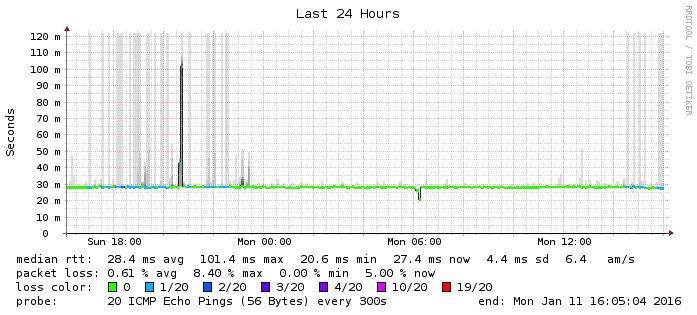 Last 24 Hours
RRDTOOL / TOBI OETIKER
Seconds
120 m
110 m
100 m
90 m
80 m
70 m
60 m
50 m
40 m
30 m
20 m
10 m
0
Sun 18:00 Mon 00:00 Mon 06:00 Mon 12:00
median rtt: 28.4 ms avg 101.4 ms max 20.6 ms min 27.4 ms now 4.4 ms sd 6.4 am/s
packet loss: 0.61 % avg 8.40 % max 0.00 % min 5.00 % now
loss color: 0 1/20 2/20 3/20 4/20 10/20 19/20
probe: 20 ICMP Echo Pings (56 Bytes) every 300s end: Mon Jan 11 16:05:04 2016